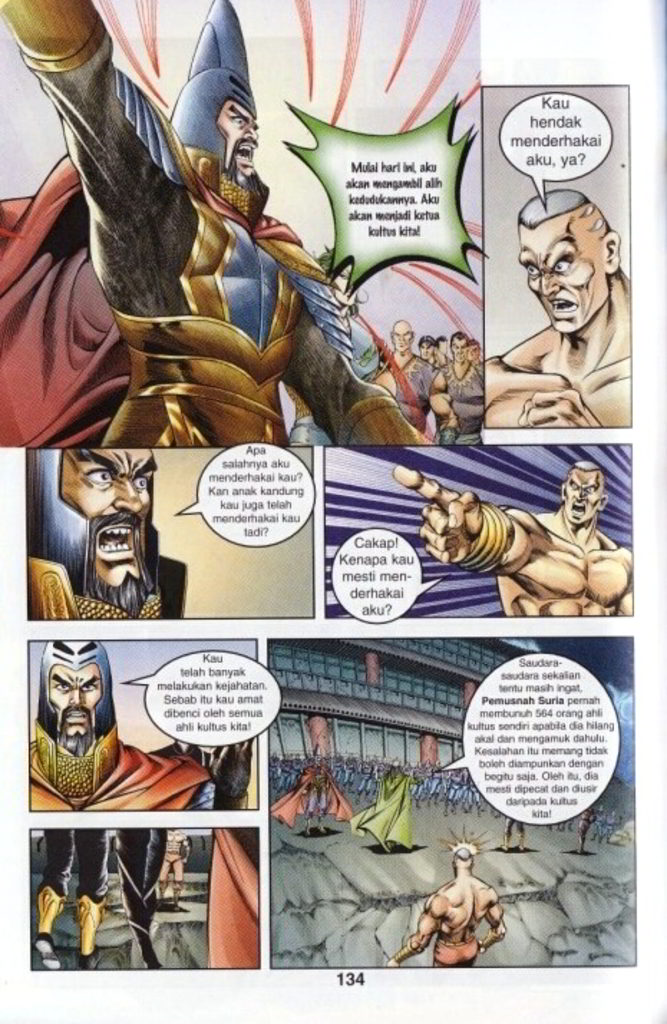 Mulai hari ini, aku
akan mengambil alih
kedudukannya. Aku
akan menjadi ketua
kultus kita!
Kau
hendak
menderhakai
aku, ya?
Apa
salahnya aku
menderhakai kau?
Kan anak kandung
kau juga telah
menderhakai kau
tadi?
Cakap!
Kenapa kau
mesti men-
derhakai
aku?
Kau
telah banyak
melakukan kejahatan.
Sebab itu kau amat
dibenci oleh semua
ahli kultus kita!
Saudara-
saudara sekalian
tentu masih ingat,
Pemusnah Suria pernah
membunuh 564 orang ahli
kultus kita apabila dia hilang
akal dan mengamuk dahulu.
Kesalahan itu memang tidak
boleh diampunkan dengan
begitu saja. Oleh itu, dia
mesti dipecat dan diusir
daripada kultus
kita!
134